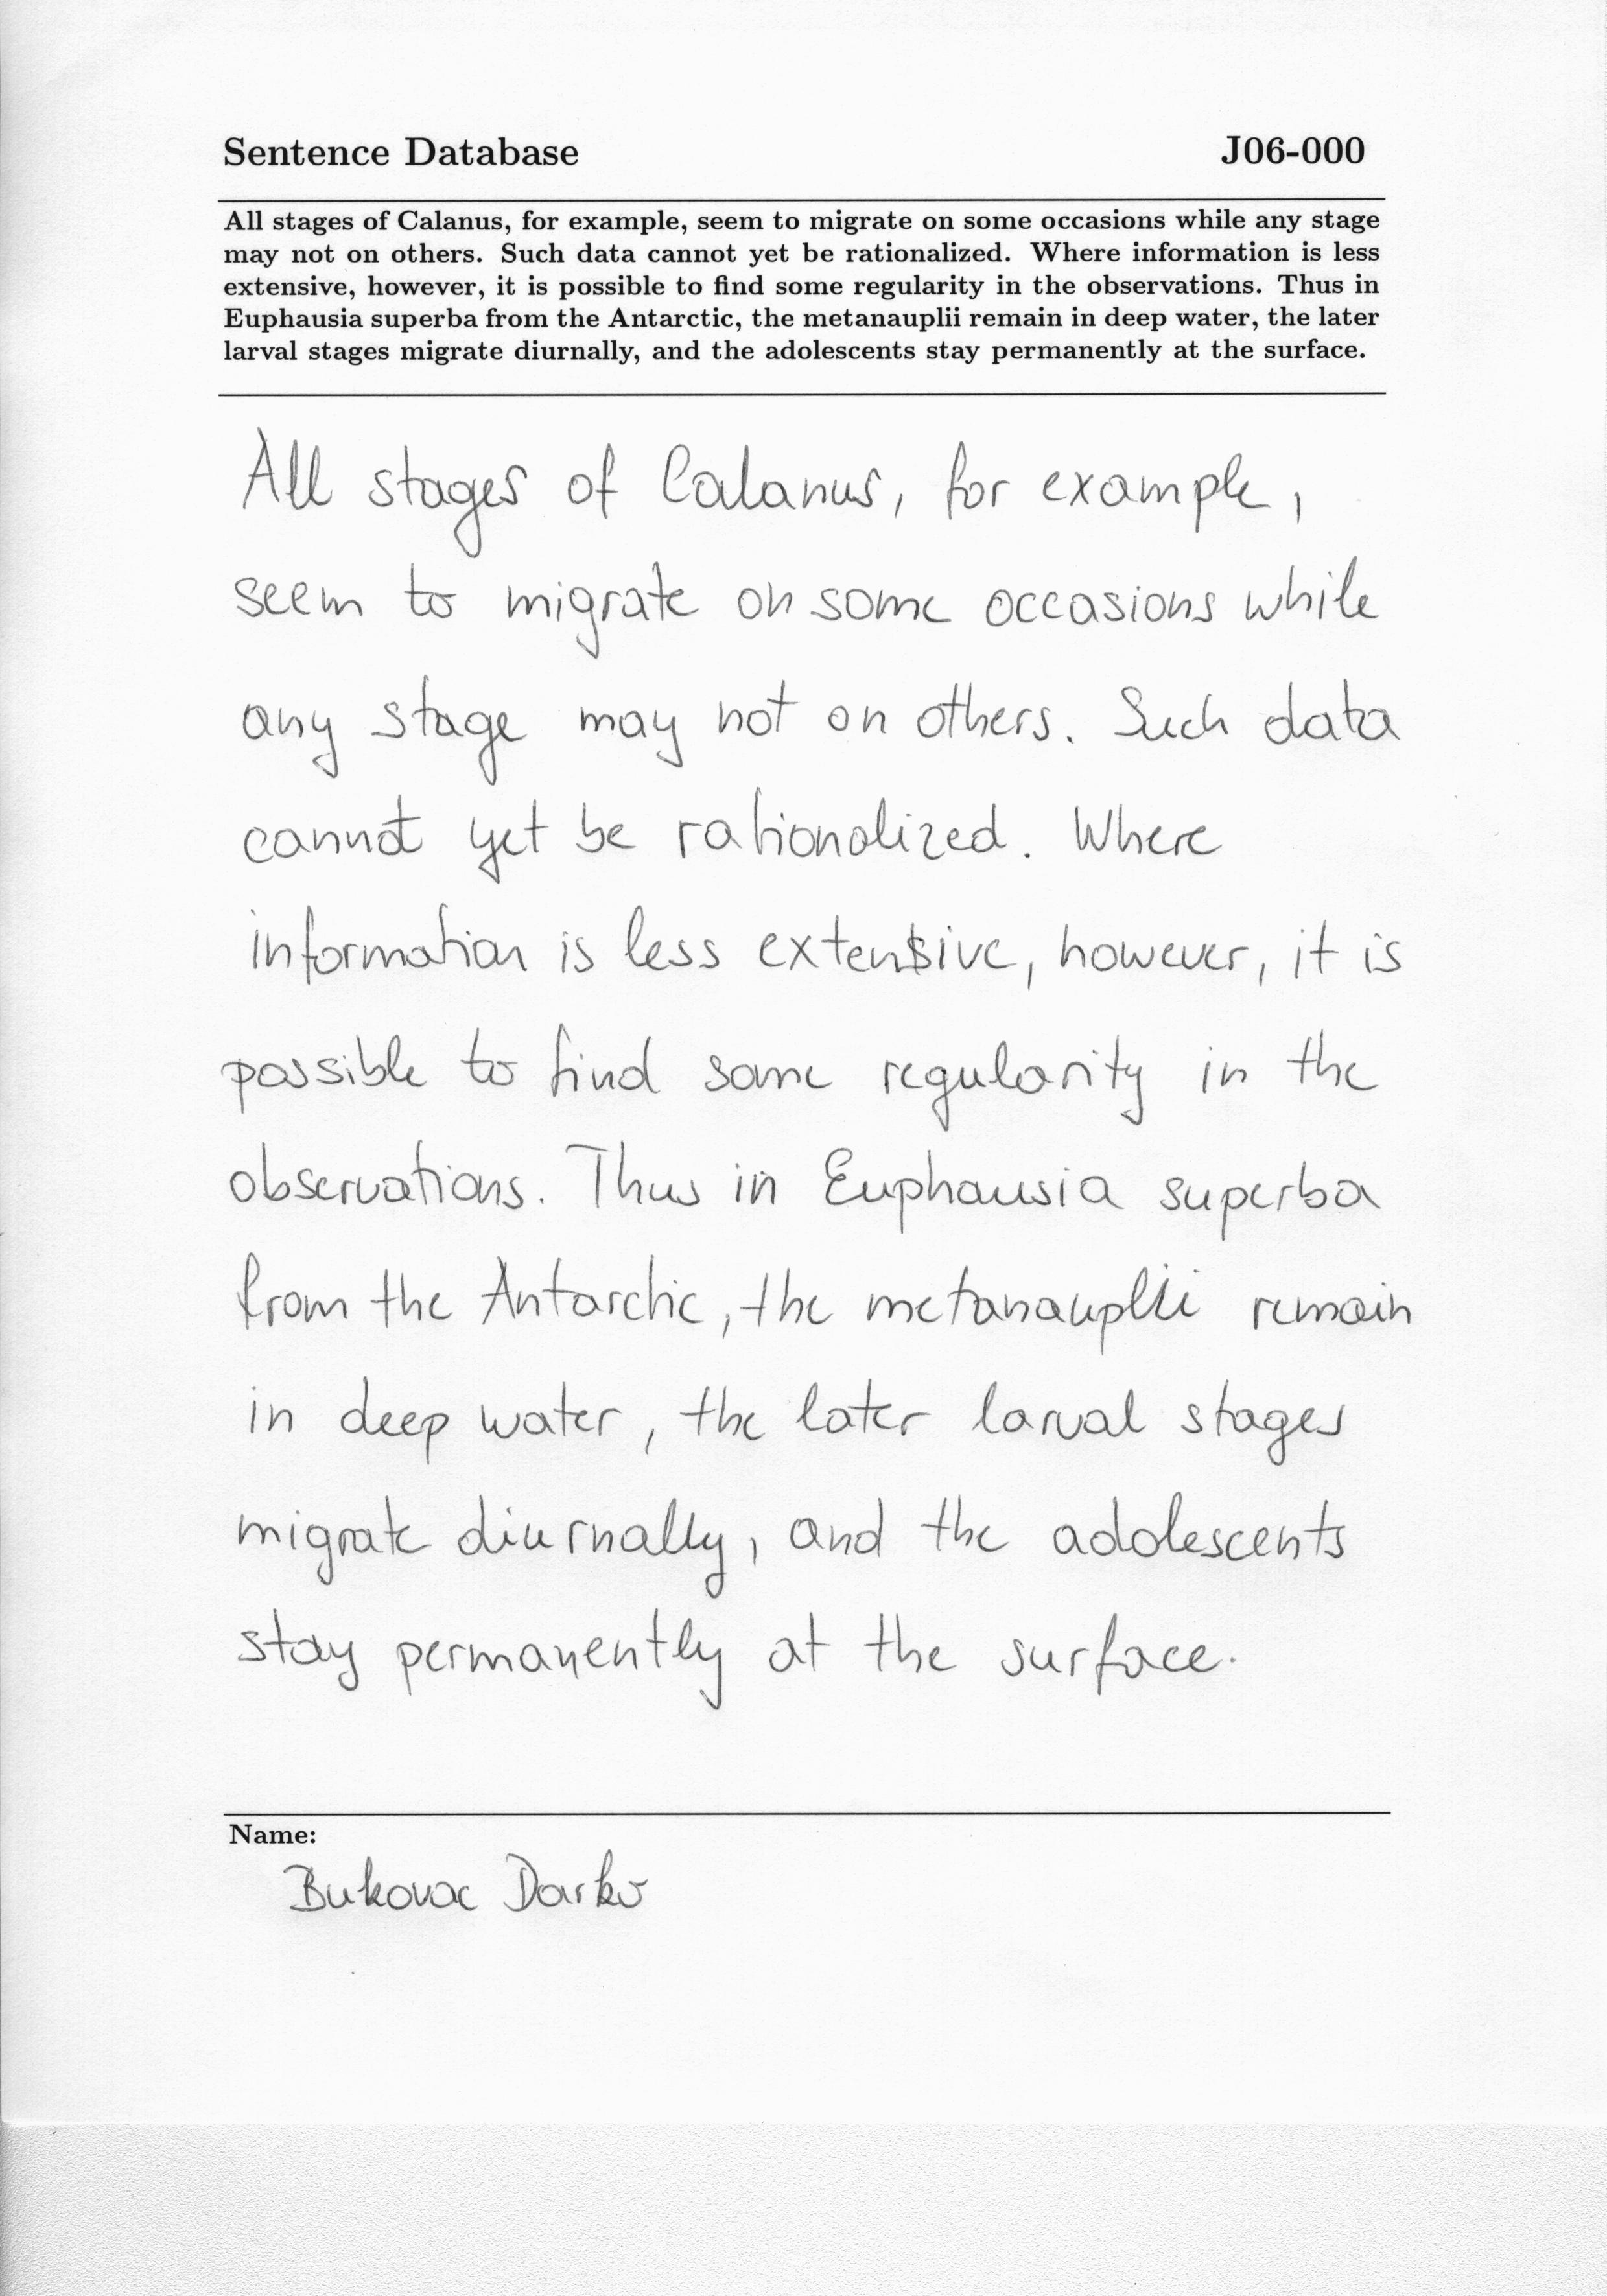 Sentence Database J06-000
All stages of Calanus, for example, seem to migrate on some occasions while any stage
may not on others. Such data cannot yet be rationalized. Where information is less
extensive, however, it is possible to find some regularity in the observations. Thus in
Euphausia superba from the Antarctic, the metanauplii remain in deep water, the later
larval stages migrate diurnally, and the adolescents stay permanently at the surface.
All stages of Calanus, for example,
seem to migrate on some occasions while
any stage may not on others. Such data
cannot yet be rationalized. Where
information is less extensive, however, it is
possible to find some regularity in the
observations. Thus in Euphausia superba
from the Antarctic, the metanauplii remain
in deep water, the later larval stages
migrate diurnally, and the adolescents
stay permanently at the surface.
Name:
Bukovac Darko